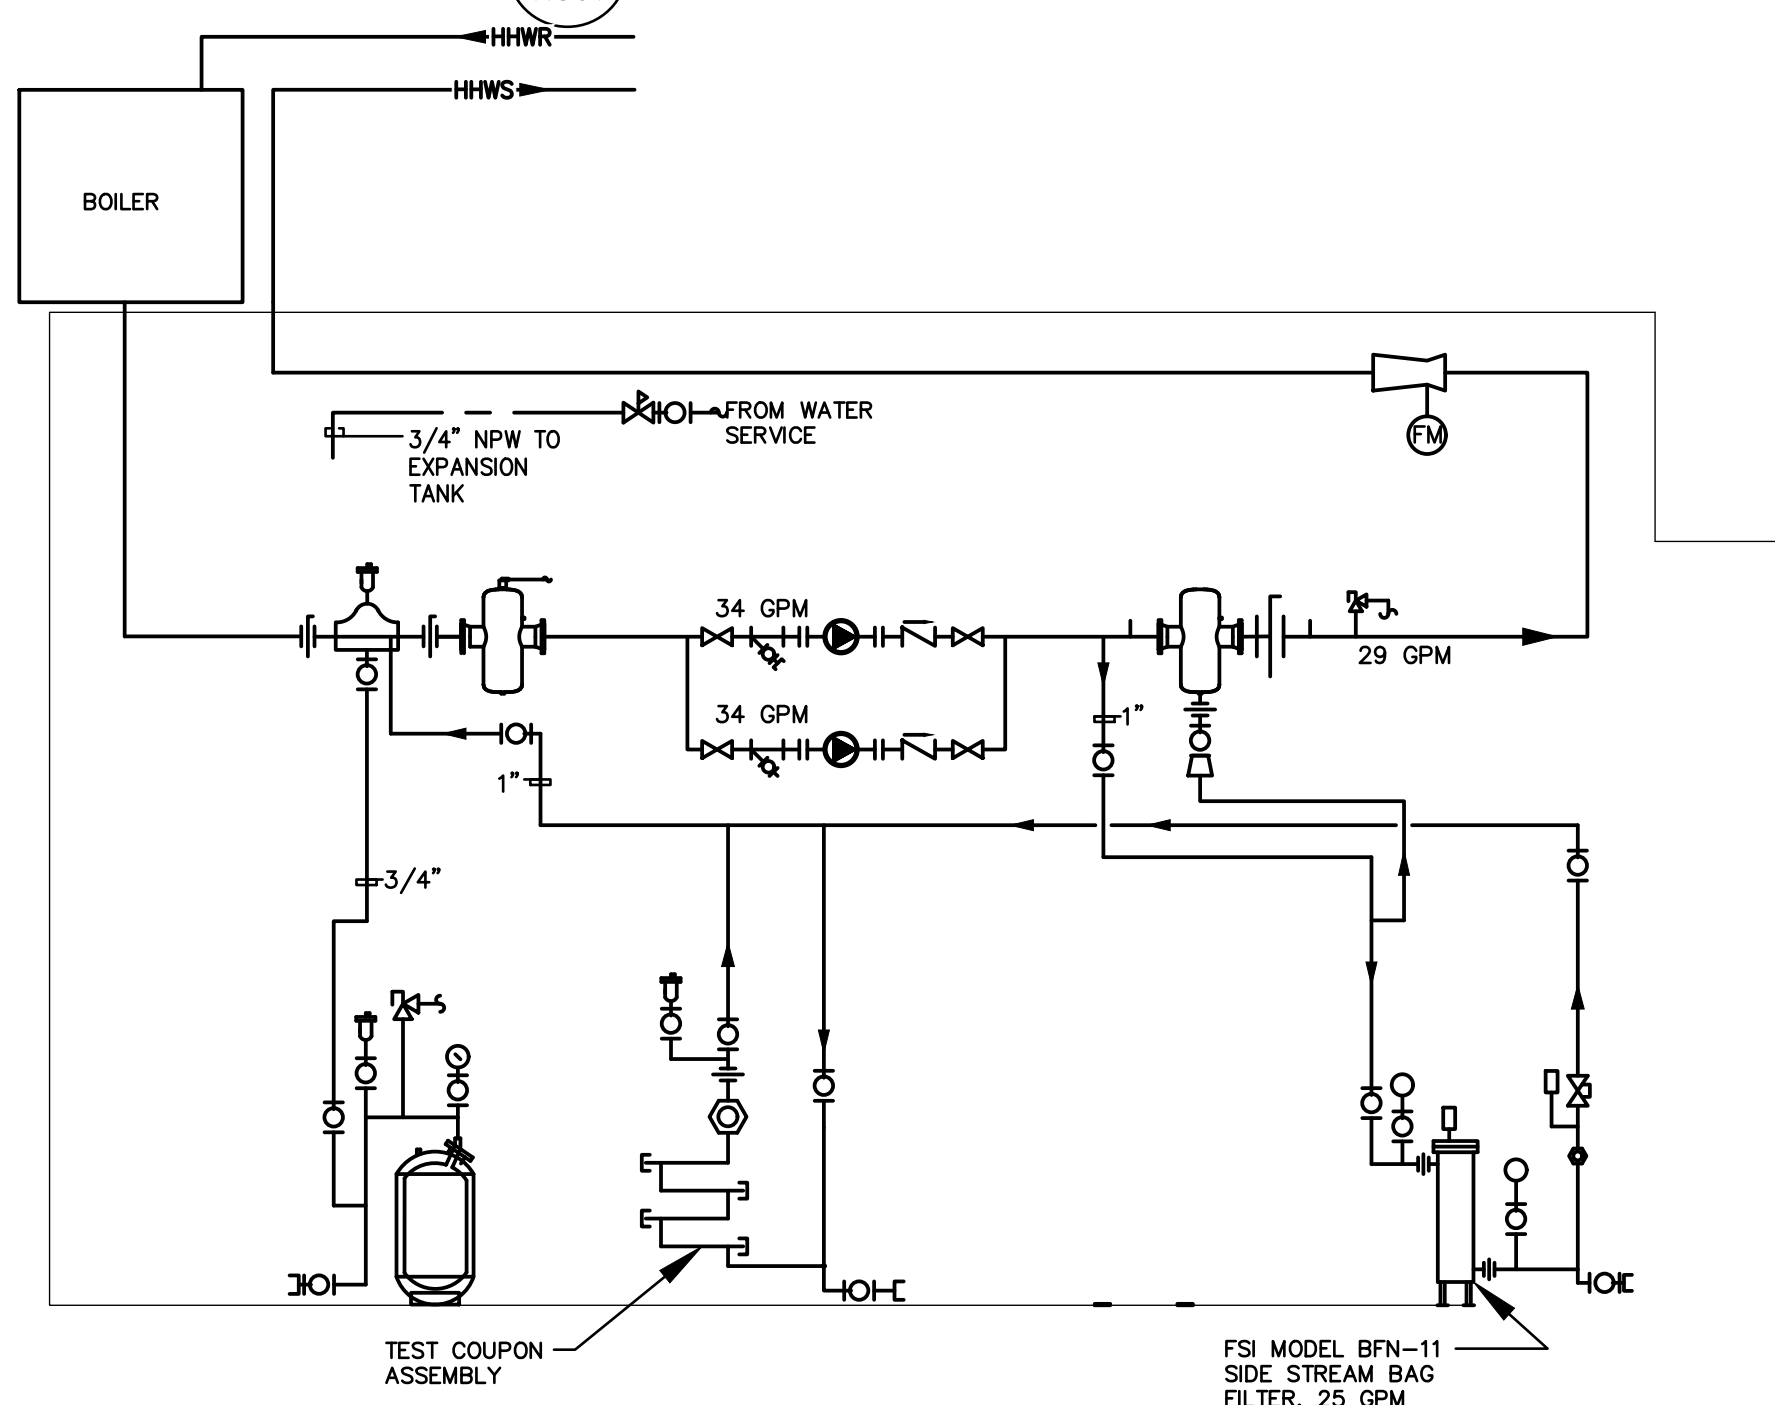 HHWR
HHWS
BOILER
FROM WATER
SERVICE
3/4" NPW TO
EXPANSION
TANK
FM
34 GPM
29 GPM
34 GPM
1"
1"
3/4"
TEST COUPON
ASSEMBLY
FSI MODEL BFN-11
SIDE STREAM BAG
FILTER, 25 GPM